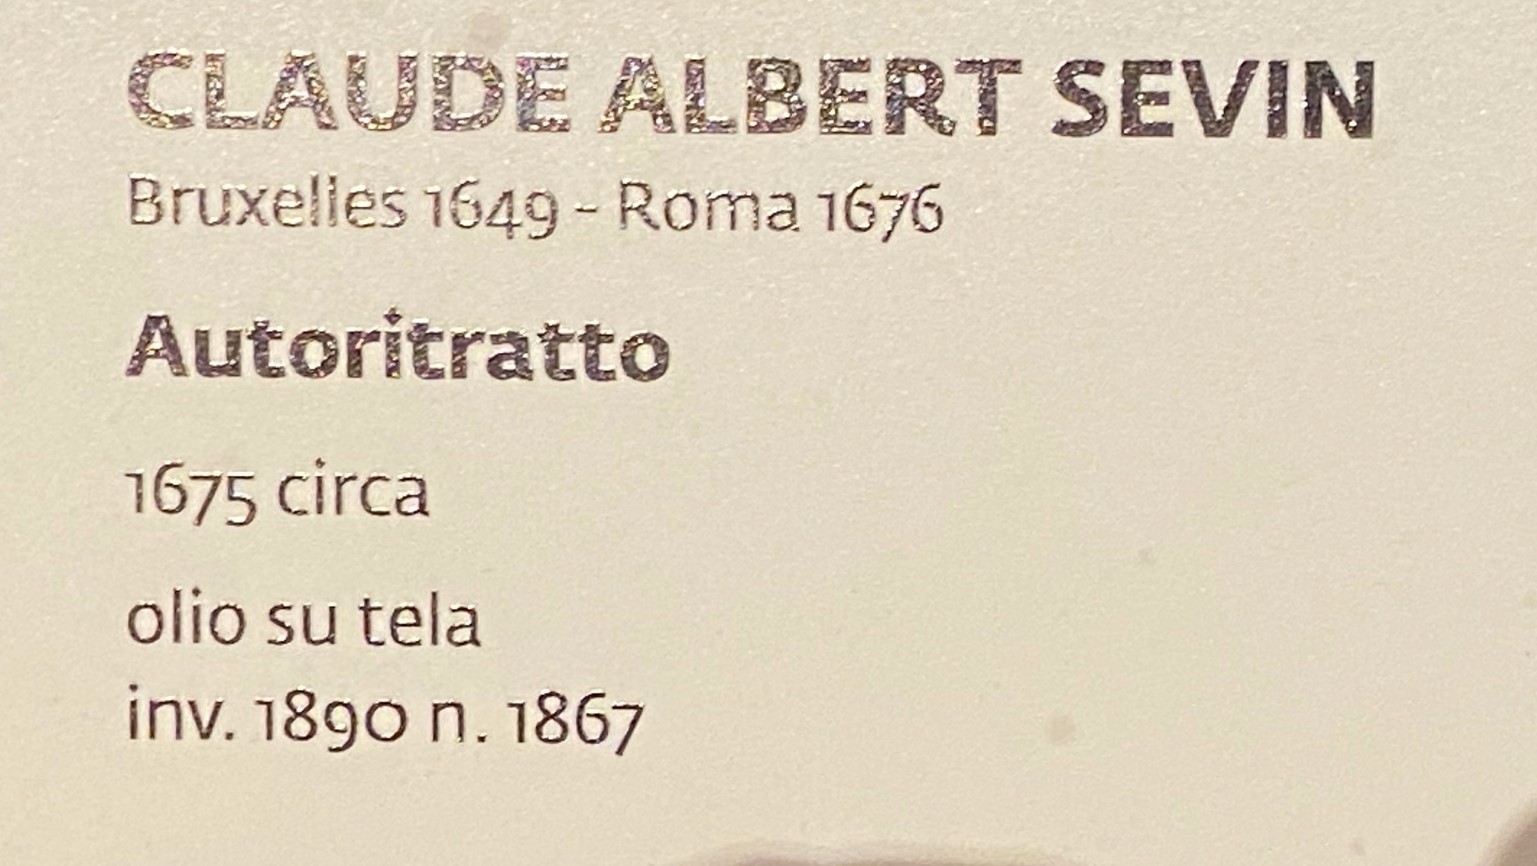 CLAUDE ALBERT SEVIN
Bruxelles 1649 - Roma 1676
Autoritratto
1675 circa
olio su tela
inv. 1890 n. 1867